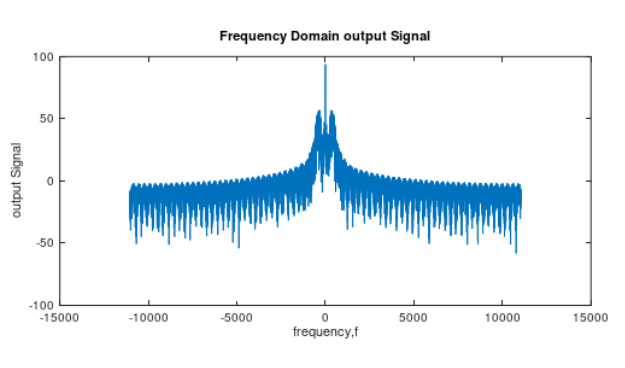 Frequency Domain output Signal
100
50
0
-50
-100
output Signal
-15000 -10000 -5000 0 5000 10000 15000
frequency,f